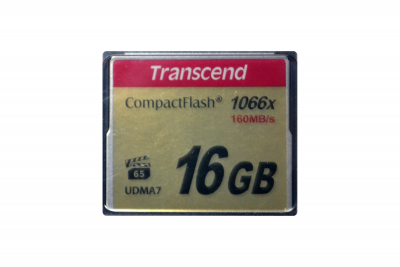 Transcend
CompactFlash® 1066x
160MB/s
65
UDMA7
16GB